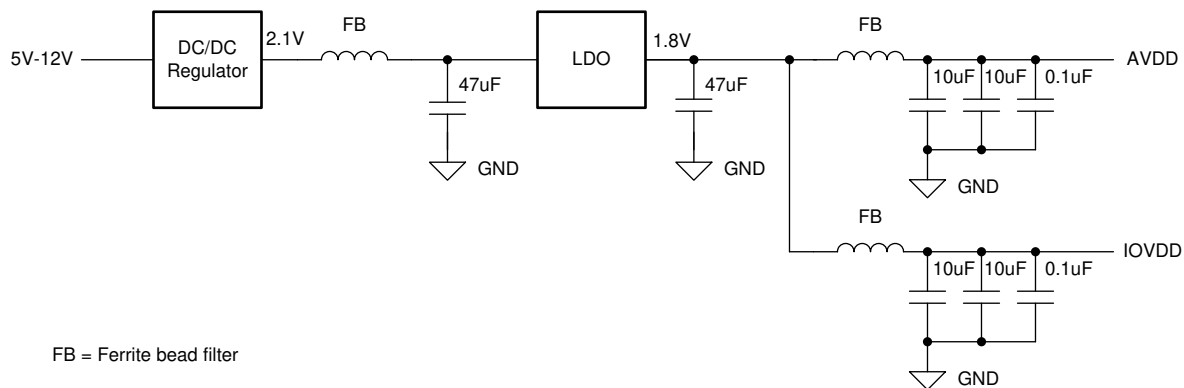 FB
FB
5V-12V
DC/DC
Regulator
2.1V
LDO
1.8V
AVDD
47uF
47uF
10uF
10uF
0.1uF
GND
GND
GND
FB
IOVDD
10uF
10uF
0.1uF
FB = Ferrite bead filter
GND